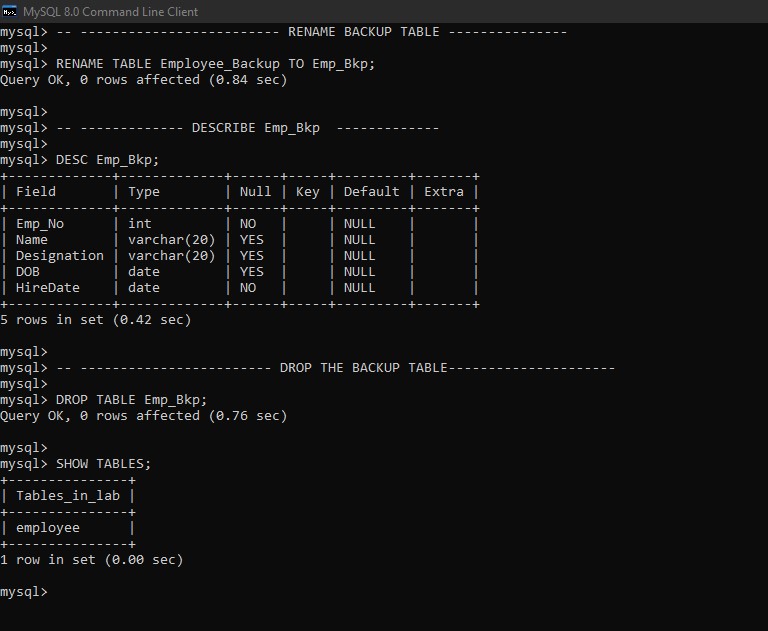 MySQL 8.0 Command Line Client
mysql> -- ------------------------- RENAME BACKUP TABLE ---------------
mysql>
mysql> RENAME TABLE Employee_Backup TO Emp_Bkp;
Query OK, 0 rows affected (0.84 sec)
mysql>
mysql> -- ------------- DESCRIBE Emp_Bkp  -------------
mysql>
mysql> DESC Emp_Bkp;
+-------------+-------------+------+-----+---------+-------+
| Field       | Type        | Null | Key | Default | Extra |
+-------------+-------------+------+-----+---------+-------+
| Emp_No      | int         | NO   |     | NULL    |       |
| Name        | varchar(20) | YES  |     | NULL    |       |
| Designation | varchar(20) | YES  |     | NULL    |       |
| DOB         | date        | YES  |     | NULL    |       |
| HireDate    | date        | NO   |     | NULL    |       |
+-------------+-------------+------+-----+---------+-------+
5 rows in set (0.42 sec)
mysql>
mysql> -- ------------------------ DROP THE BACKUP TABLE---------------------
mysql>
mysql> DROP TABLE Emp_Bkp;
Query OK, 0 rows affected (0.76 sec)
mysql>
mysql> SHOW TABLES;
+---------------+
| Tables_in_lab |
+---------------+
| employee      |
+---------------+
1 row in set (0.00 sec)
mysql>